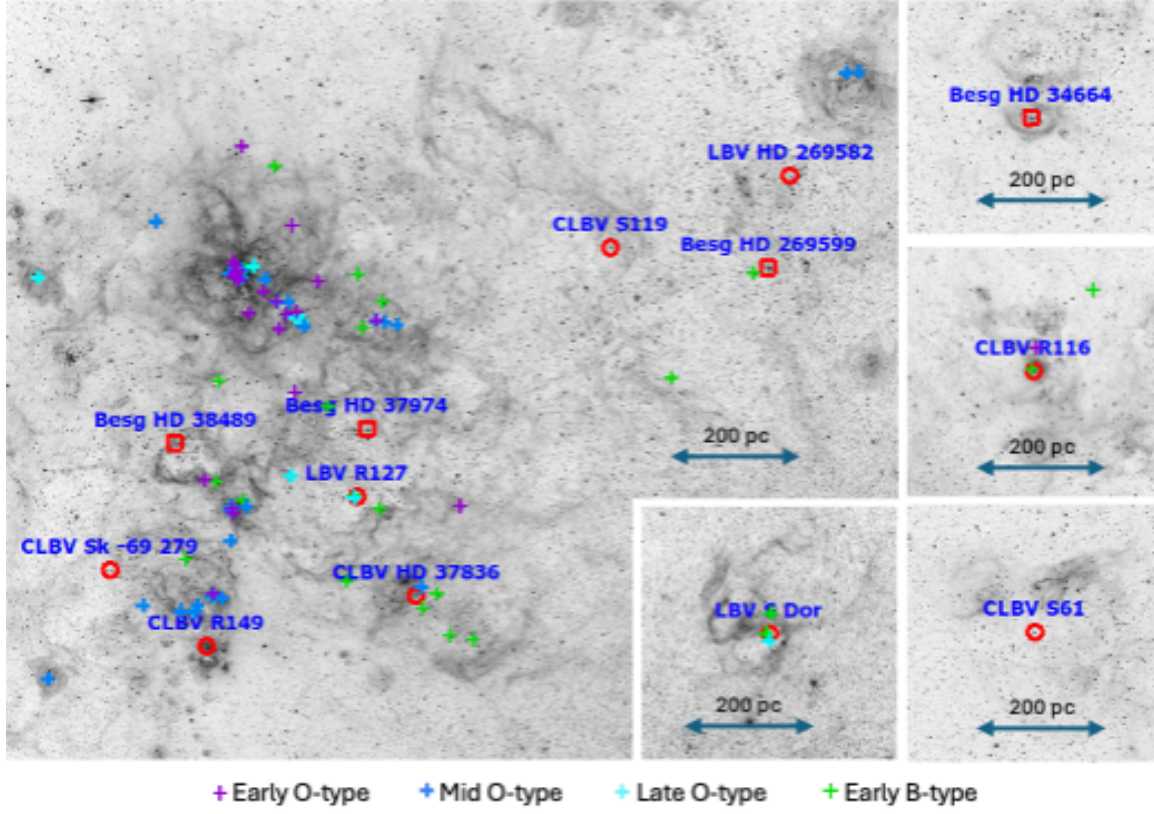 Besg HD 34664
200 pc
LBV HD 269582
CLBV S119
Besg HD 269599
CLBV R116
200 pc
Besg HD 38489
Besg HD 37974
200 pc
LBV R127
CLBV Sk -69 279
CLBV HD 37836
CLBV R149
LBV S Dor
200 pc
CLBV S61
200 pc
Early O-type
Mid O-type
Late O-type
Early B-type